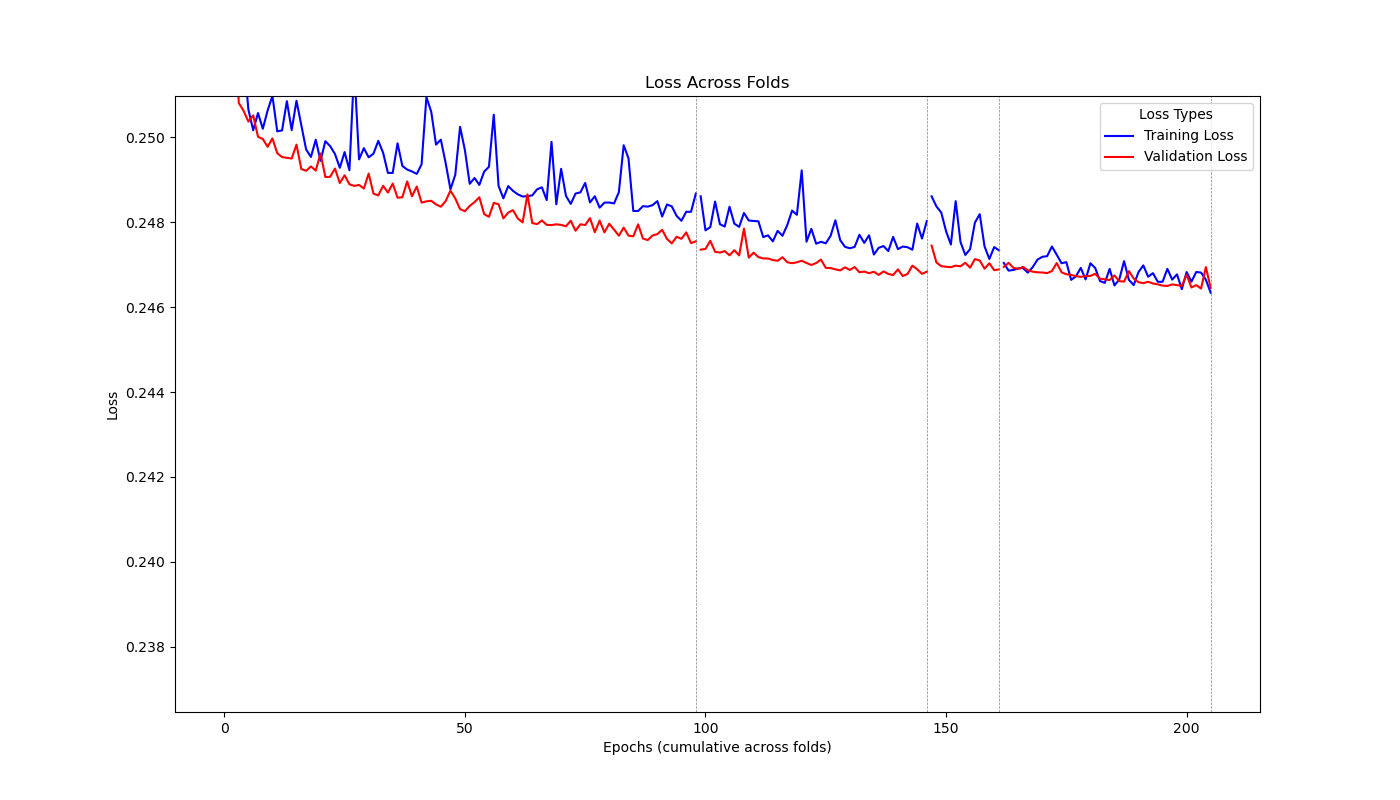 Loss Across Folds
Loss Types
Training Loss
Validation Loss
0.250
0.248
0.246
0.244
0.242
0.240
0.238
Loss
0
50
100
150
200
Epochs (cumulative across folds)